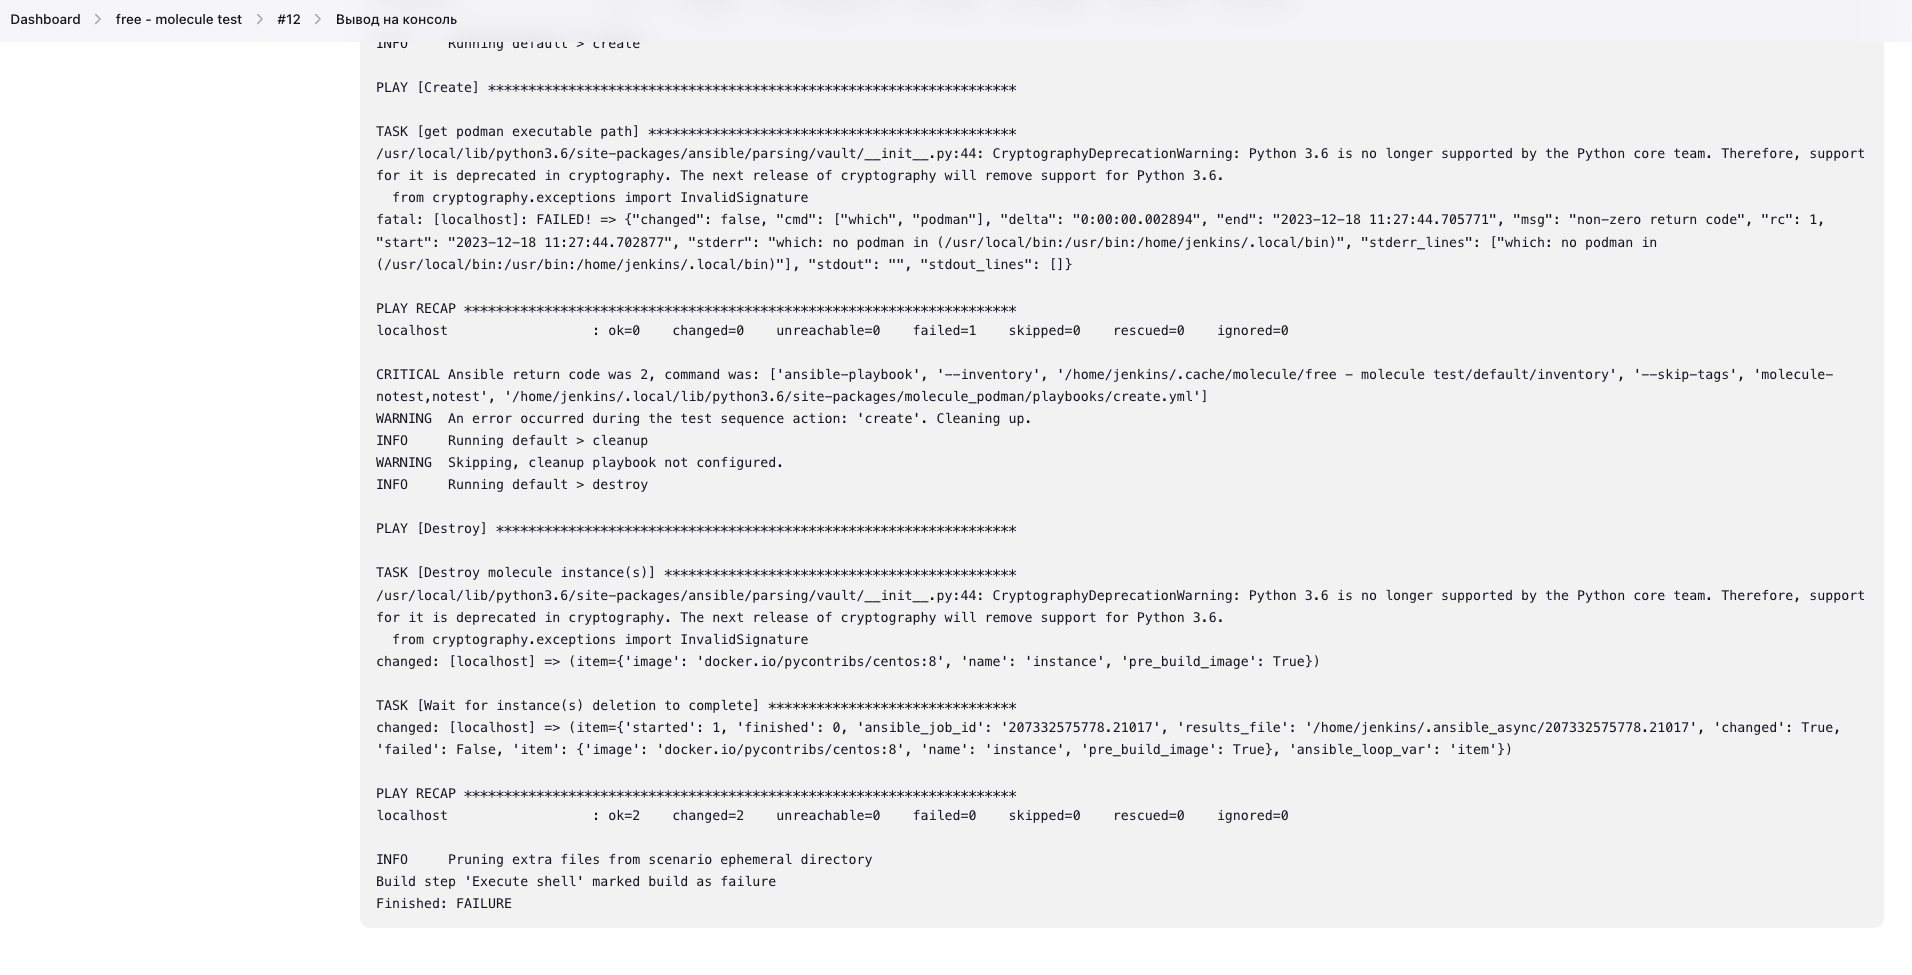 Dashboard > free - molecule test > #12 > Вывод на консоль
INFO     Running default > create
PLAY [Create] ******************************************************************
TASK [get podman executable path] **********************************************
/usr/local/lib/python3.6/site-packages/ansible/parsing/vault/__init__.py:44: CryptographyDeprecationWarning: Python 3.6 is no longer supported by the Python core team. Therefore, support
for it is deprecated in cryptography. The next release of cryptography will remove support for Python 3.6.
  from cryptography.exceptions import InvalidSignature
fatal: [localhost]: FAILED! => {"changed": false, "cmd": ["which", "podman"], "delta": "0:00:00.002894", "end": "2023-12-18 11:27:44.705771", "msg": "non-zero return code", "rc": 1,
"start": "2023-12-18 11:27:44.702877", "stderr": "which: no podman in (/usr/local/bin:/usr/bin:/home/jenkins/.local/bin)", "stderr_lines": ["which: no podman in
(/usr/local/bin:/usr/bin:/home/jenkins/.local/bin)"], "stdout": "", "stdout_lines": []}
PLAY RECAP *********************************************************************
localhost                  : ok=0    changed=0    unreachable=0    failed=1    skipped=0    rescued=0    ignored=0
CRITICAL Ansible return code was 2, command was: ['ansible-playbook', '--inventory', '/home/jenkins/.cache/molecule/free - molecule test/default/inventory', '--skip-tags', 'molecule-
notest,notest', '/home/jenkins/.local/lib/python3.6/site-packages/molecule_podman/playbooks/create.yml']
WARNING  An error occurred during the test sequence action: 'create'. Cleaning up.
INFO     Running default > cleanup
WARNING  Skipping, cleanup playbook not configured.
INFO     Running default > destroy
PLAY [Destroy] *****************************************************************
TASK [Destroy molecule instance(s)] ********************************************
/usr/local/lib/python3.6/site-packages/ansible/parsing/vault/__init__.py:44: CryptographyDeprecationWarning: Python 3.6 is no longer supported by the Python core team. Therefore, support
for it is deprecated in cryptography. The next release of cryptography will remove support for Python 3.6.
  from cryptography.exceptions import InvalidSignature
changed: [localhost] => (item={'image': 'docker.io/pycontribs/centos:8', 'name': 'instance', 'pre_build_image': True})
TASK [Wait for instance(s) deletion to complete] *******************************
changed: [localhost] => (item={'started': 1, 'finished': 0, 'ansible_job_id': '207332575778.21017', 'results_file': '/home/jenkins/.ansible_async/207332575778.21017', 'changed': True,
'failed': False, 'item': {'image': 'docker.io/pycontribs/centos:8', 'name': 'instance', 'pre_build_image': True}, 'ansible_loop_var': 'item'})
PLAY RECAP *********************************************************************
localhost                  : ok=2    changed=2    unreachable=0    failed=0    skipped=0    rescued=0    ignored=0
INFO     Pruning extra files from scenario ephemeral directory
Build step 'Execute shell' marked build as failure
Finished: FAILURE